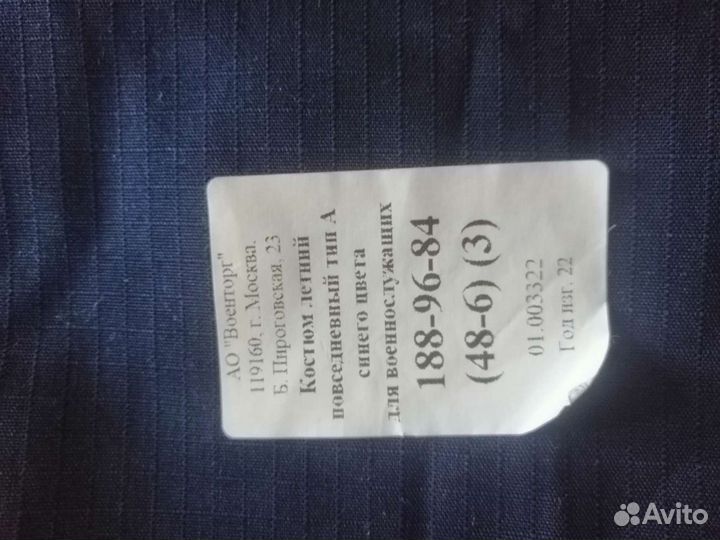 АО "Военторг"
119160, г. Москва.
Б. Пироговская, 23
Костюм летний
повседневный тип А
синего цвета
для военнослужащих
188-96-84
(48-6) (3)
01.003322
Год изг. 22
Avito